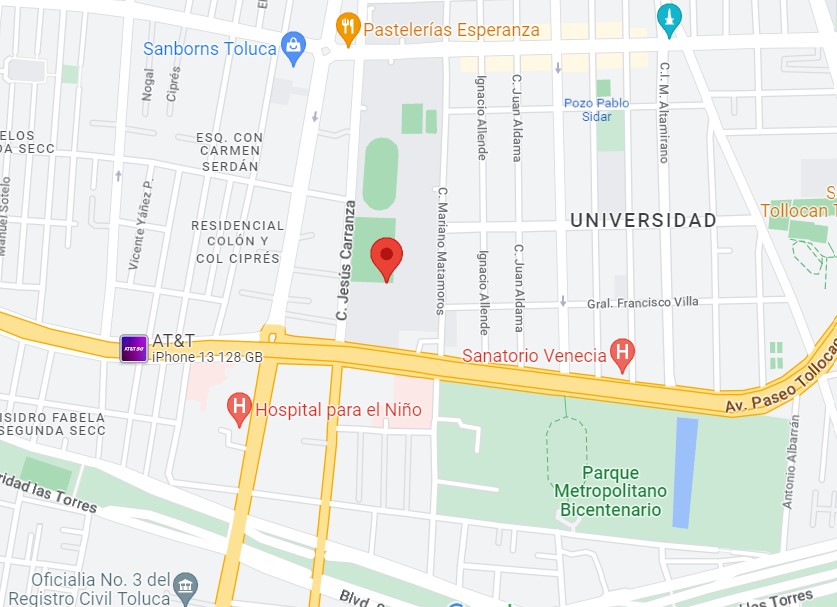 Pastelerías Esperanza
Sanborns Toluca
Nogal
Ciprés
Ignacio Allende
C. Juan Aldama
C. I. M. Altamirano
Pozo Pablo
Sidar
ELOS
DA SECC
ESQ. CON
CARMEN
SERDÁN
Manuel Sotelo
Vicente Yáñez P.
RESIDENCIAL
COLÓN Y
COL CIPRÉS
C. Jesús Carranza
C. Mariano Matamoros
UNIVERSIDAD
S
Tollocan T
Ignacio Allende
C. Juan Aldama
Gral. Francisco Villa
AT&T
iPhone 13 128 GB
Sanatorio Venecia
Av. Paseo Tolloca
Hospital para el Niño
ISIDRO FABELA
SEGUNDA SECC
Antonio Albarrán
Parque
Metropolitano
Bicentenario
ridad las Torres
Oficialia No. 3 del
Registro Civil Toluca
Blvd.
las Torres